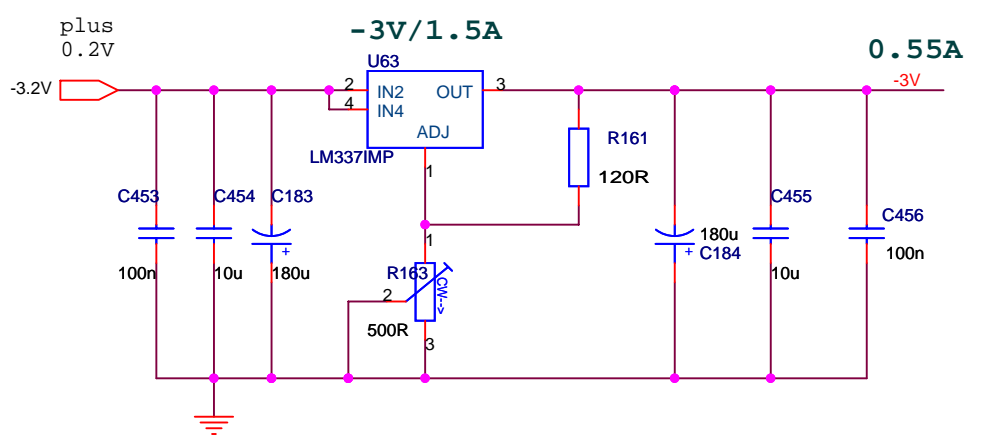 plus
0.2V
-3V/1.5A
0.55A
U63
-3.2V
2
IN2
OUT
3
-3V
4
IN4
ADJ
LM337IMP
1
R161
120R
C453
C454
C183
C455
C456
180u
C184
100n
1
+
+
100n
10u
180u
10u
R163
CW-->
2
500R
3